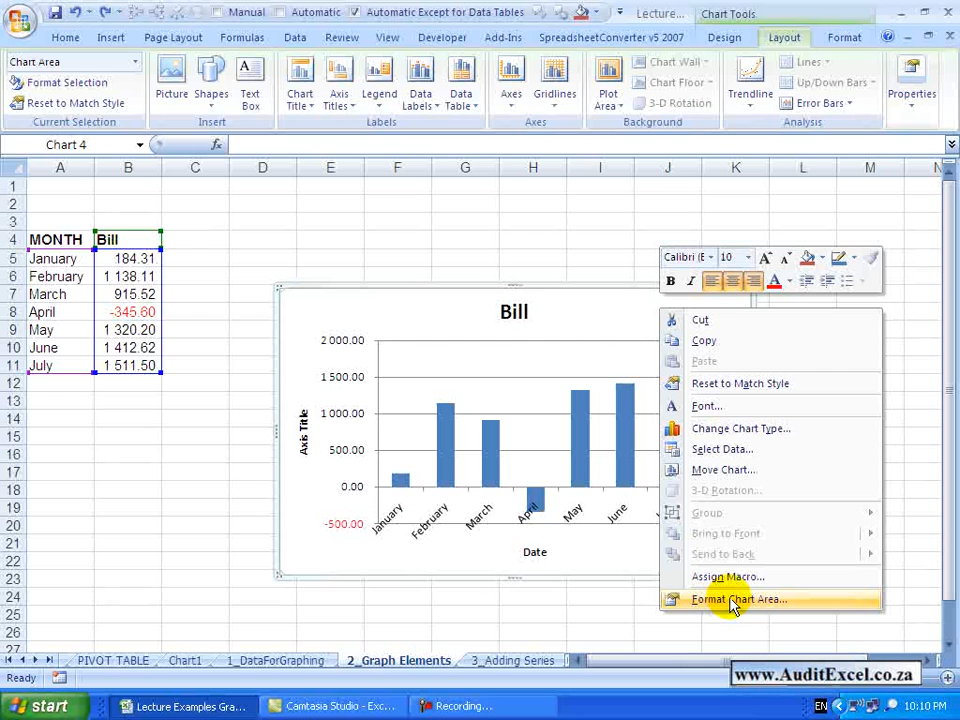 Manual Automatic Automatic Except for Data Tables Lecture... Chart Tools
Home Insert Page Layout Formulas Data Review View Developer Add-Ins SpreadsheetConverter v5 2007 Design Layout Format
Chart Area
Format Selection
Reset to Match Style
Current Selection
Picture Shapes Text Box
Insert
Chart Title Axis Titles Legend Data Labels Data Table
Labels
Axes Gridlines
Axes
Plot Area
Chart Wall
Chart Floor
3-D Rotation
Background
Trendline
Lines
Up/Down Bars
Error Bars
Analysis
Properties
Chart 4 fx
A B C D E F G H I J K L M N
1
2
3
4 MONTH Bill
5 January 184.31
6 February 1 138.11
7 March 915.52
8 April -345.60
9 May 1 320.20
10 June 1 412.62
11 July 1 511.50
12
13
14
15
16
17
18
19
20
21
22
23
24
25
26
27
Bill
2 000.00
1 500.00
1 000.00
500.00
0.00
-500.00
Axis Title
January February March April May June
Date
Calibri (E 10 A A
B I A
Cut
Copy
Paste
Reset to Match Style
Font...
Change Chart Type...
Select Data...
Move Chart...
3-D Rotation...
Group
Bring to Front
Send to Back
Assign Macro...
Format Chart Area...
PIVOT TABLE Chart1 1_DataForGraphing 2_Graph Elements 3_Adding Series
Ready
www.AuditExcel.co.za
start Lecture Examples Gra... Camtasia Studio - Exc... Recording... EN 10:10 PM